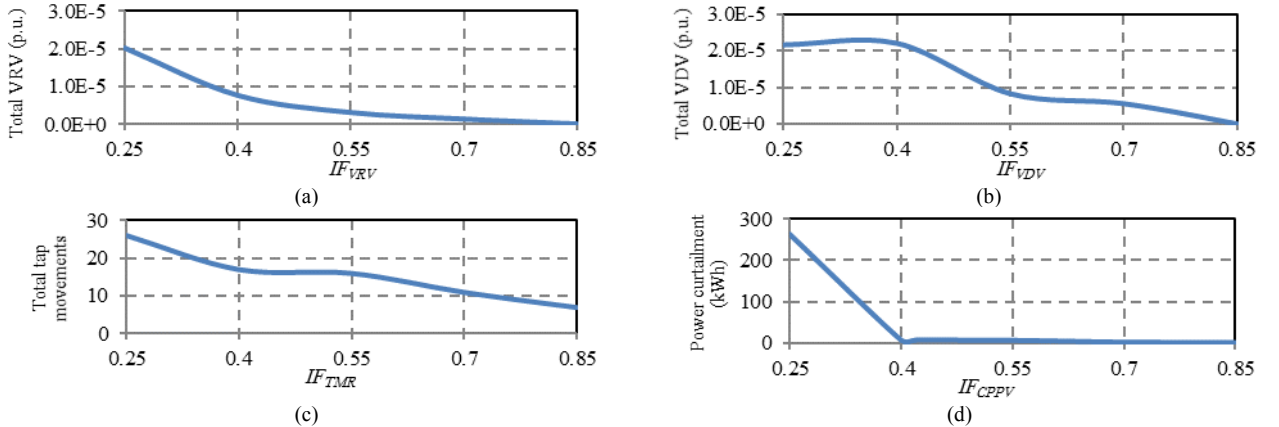 Total VRV (p.u.)
3.0E-5
2.0E-5
1.0E-5
0.0E+0
0.25 0.4 0.55 0.7 0.85
IF_VRV
(a)
Total VDV (p.u.)
3.0E-5
2.0E-5
1.0E-5
0.0E+0
0.25 0.4 0.55 0.7 0.85
IF_VDV
(b)
Total tap
movements
30
20
10
0
0.25 0.4 0.55 0.7 0.85
IF_TMR
(c)
Power curtailment
(kWh)
300
200
100
0
0.25 0.4 0.55 0.7 0.85
IF_CPPV
(d)